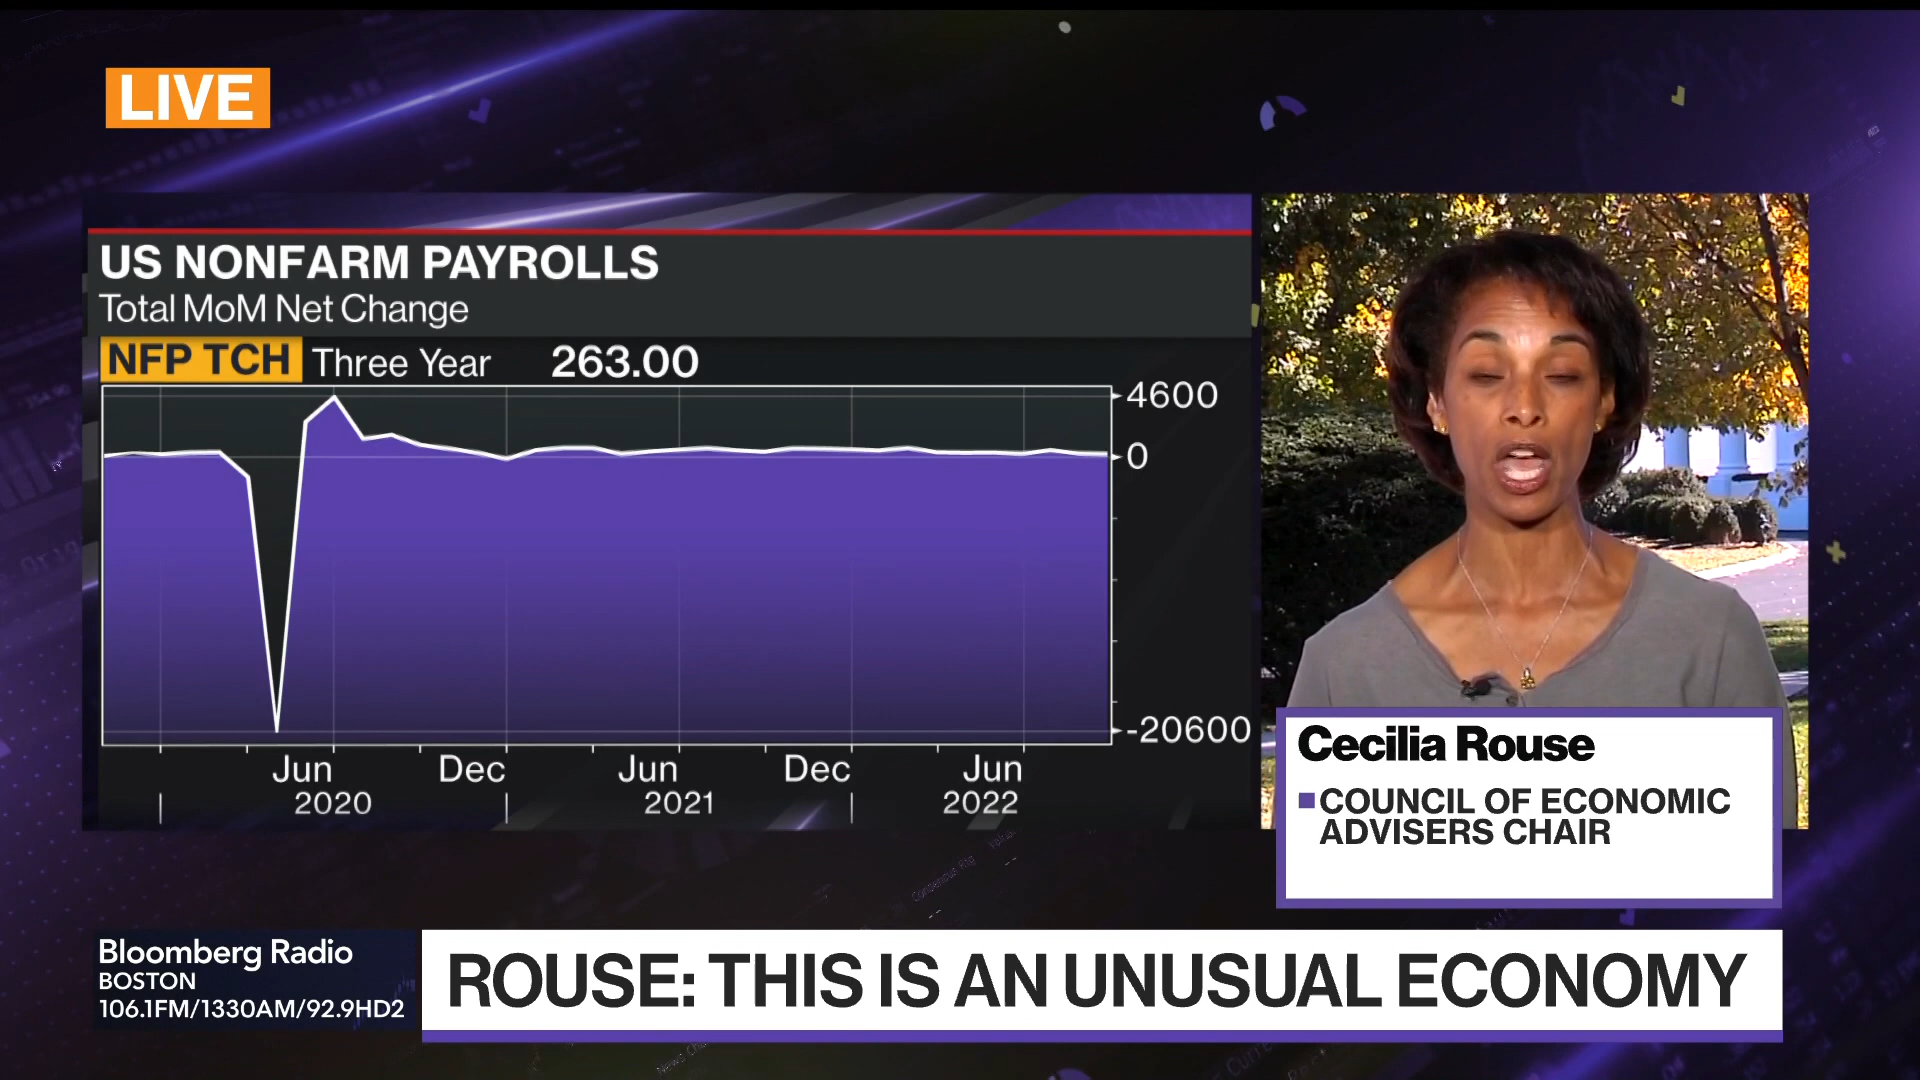 LIVE
US NONFARM PAYROLLS
Total MoM Net Change
NFP TCH Three Year 263.00
4600
0
-20600
Jun Dec Jun Dec Jun
2020 2021 2022
Cecilia Rouse
COUNCIL OF ECONOMIC
ADVISERS CHAIR
Bloomberg Radio
BOSTON
106.1FM/1330AM/92.9HD2
ROUSE: THIS IS AN UNUSUAL ECONOMY